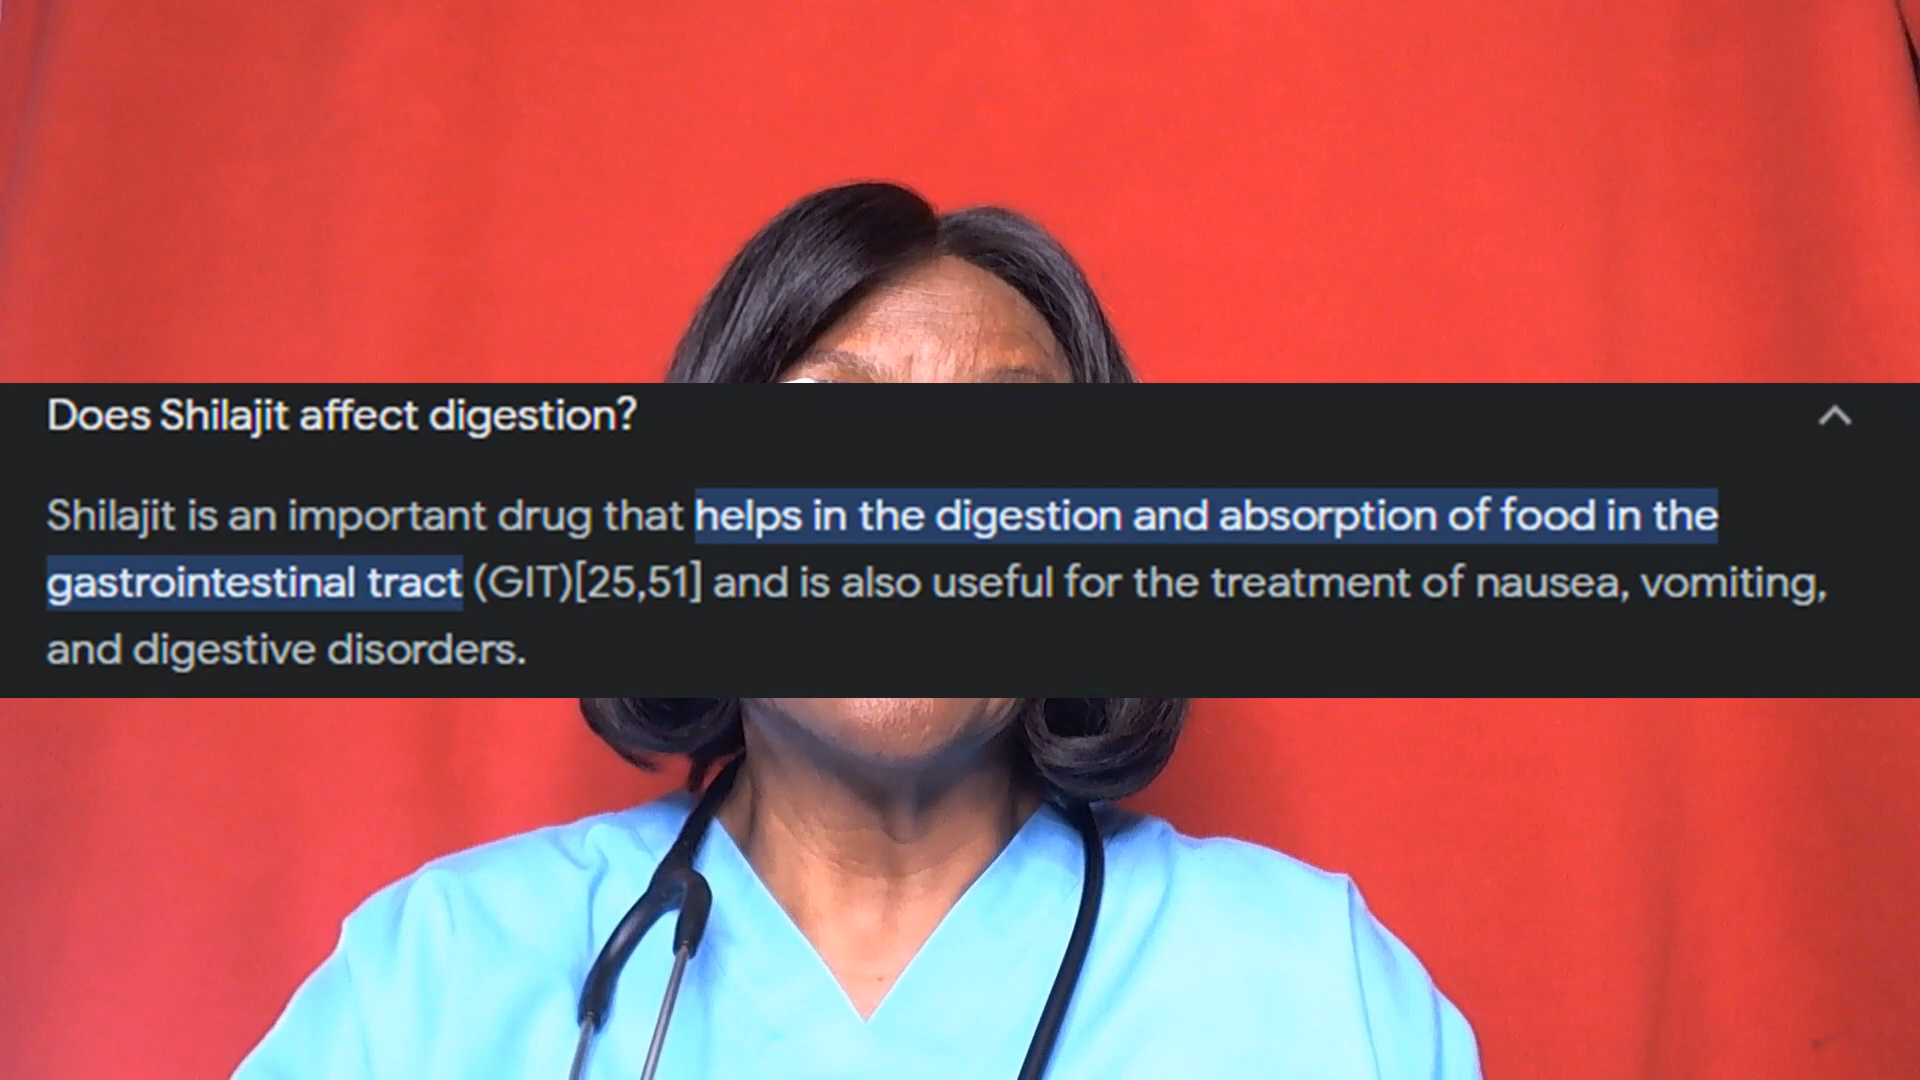 Does Shilajit affect digestion?
Shilajit is an important drug that helps in the digestion and absorption of food in the
gastrointestinal tract (GIT)[25,51] and is also useful for the treatment of nausea, vomiting,
and digestive disorders.